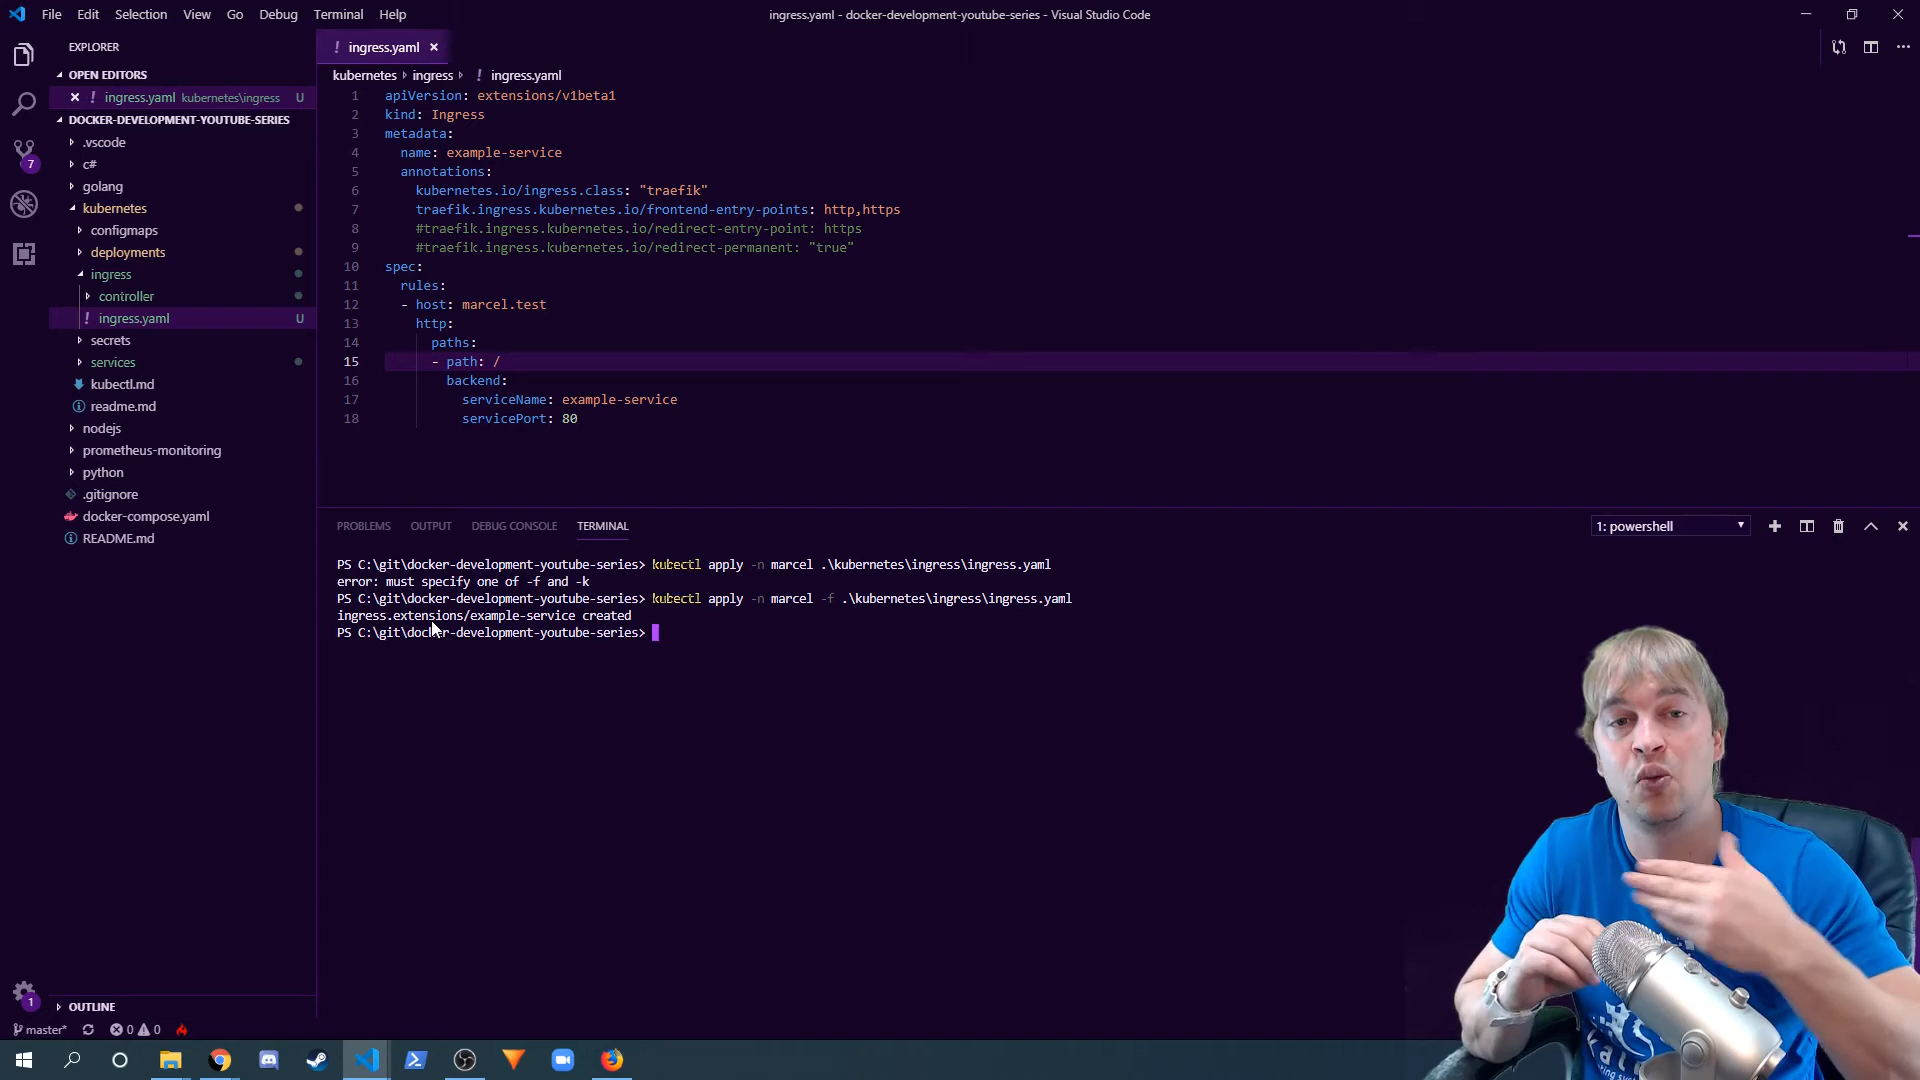 File Edit Selection View Go Debug Terminal Help
ingress.yaml - docker-development-youtube-series - Visual Studio Code
EXPLORER
OPEN EDITORS
ingress.yaml kubernetes\ingress U
DOCKER-DEVELOPMENT-YOUTUBE-SERIES
.vscode
c#
golang
kubernetes
configmaps
deployments
ingress
controller
ingress.yaml U
secrets
services
kubectl.md
readme.md
nodejs
prometheus-monitoring
python
.gitignore
docker-compose.yaml
README.md
OUTLINE
7
1
! ingress.yaml
kubernetes ingress ! ingress.yaml
1 apiVersion: extensions/v1beta1
2 kind: Ingress
3 metadata:
4 name: example-service
5 annotations:
6 kubernetes.io/ingress.class: "traefik"
7 traefik.ingress.kubernetes.io/frontend-entry-points: http,https
8 #traefik.ingress.kubernetes.io/redirect-entry-point: https
9 #traefik.ingress.kubernetes.io/redirect-permanent: "true"
10 spec:
11 rules:
12 - host: marcel.test
13 http:
14 paths:
15 - path: /
16 backend:
17 serviceName: example-service
18 servicePort: 80
PROBLEMS OUTPUT DEBUG CONSOLE TERMINAL
1: powershell
PS C:\git\docker-development-youtube-series> kubectl apply -n marcel .\kubernetes\ingress\ingress.yaml
error: must specify one of -f and -k
PS C:\git\docker-development-youtube-series> kubectl apply -n marcel -f .\kubernetes\ingress\ingress.yaml
ingress.extensions/example-service created
PS C:\git\docker-development-youtube-series>
master* 0 0